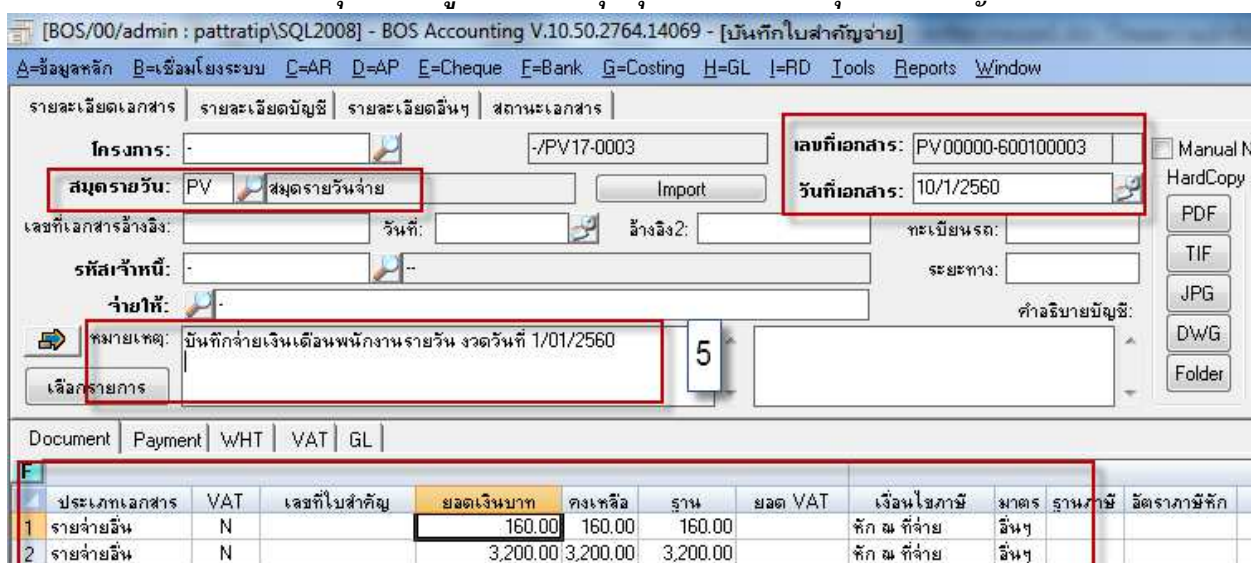 [BOS/00/admin : pattratip\SQL2008] - BOS Accounting V.10.50.2764.14069 - [บันทึกใบสำคัญจ่าย]
A=ข้อมูลหลัก B=เชื่อมโยงระบบ C=AR D=AP E=Cheque F=Bank G=Costing H=GL I=RD Tools Reports Window
รายละเอียดเอกสาร รายละเอียดบัญชี รายละเอียดอื่นๆ สถานะเอกสาร
โครงการ: - -/PV17-0003 เลขที่เอกสาร: PV00000-600100003 Manual N
สมุดรายวัน: PV สมุดรายวันจ่าย Import วันที่เอกสาร: 10/1/2560 HardCopy
เลขที่เอกสารอ้างอิง: วันที่: อ้างอิง2: ทะเบียนรถ: PDF
รหัสเจ้าหนี้: - -- ระยะทาง: TIF
จ่ายให้: - คำอธิบายบัญชี: JPG
หมายเหตุ: บันทึกจ่ายเงินเดือนพนักงานรายวัน งวดวันที่ 1/01/2560 5 DWG
เลือกรายการ Folder
Document Payment WHT VAT GL
F
ประเภทเอกสาร VAT เลขที่ใบสำคัญ ยอดเงินบาท คงเหลือ ฐาน ยอด VAT เงื่อนไขภาษี มาตร ฐานภาษี อัตราภาษีหัก
1 รายจ่ายอื่น N 160.00 160.00 160.00 หัก ณ ที่จ่าย อื่นๆ
2 รายจ่ายอื่น N 3,200.00 3,200.00 3,200.00 หัก ณ ที่จ่าย อื่นๆ